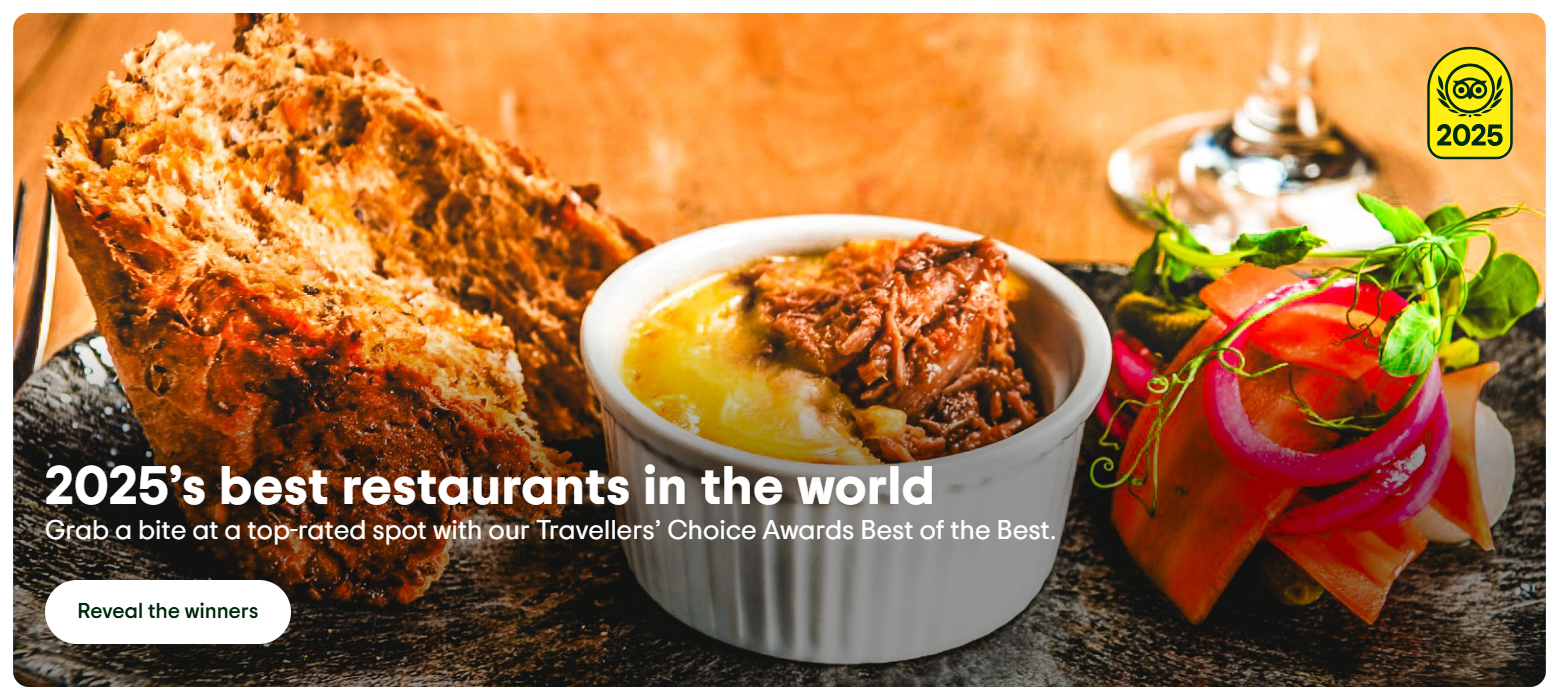 2025
2025’s best restaurants in the world
Grab a bite at a top-rated spot with our Travellers’ Choice Awards Best of the Best.
Reveal the winners